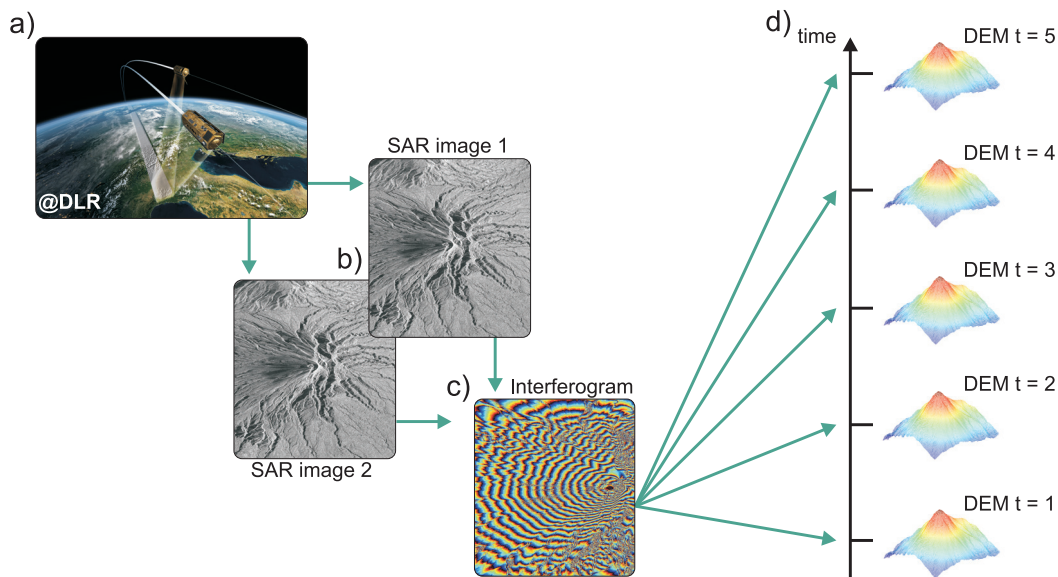 a)
@DLR
SAR image 1
b)
SAR image 2
c)
Interferogram
d)
time
DEM t = 5
DEM t = 4
DEM t = 3
DEM t = 2
DEM t = 1